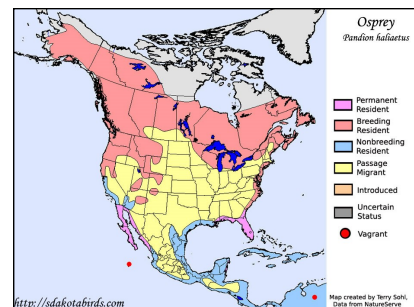 Osprey
Pandion haliaetus
Permanent
Resident
Breeding
Resident
Nonbreeding
Resident
Passage
Migrant
Introduced
Uncertain
Status
Vagrant
http://sdakotabirds.com
Map created by Terry Sohl,
Data from NatureServe